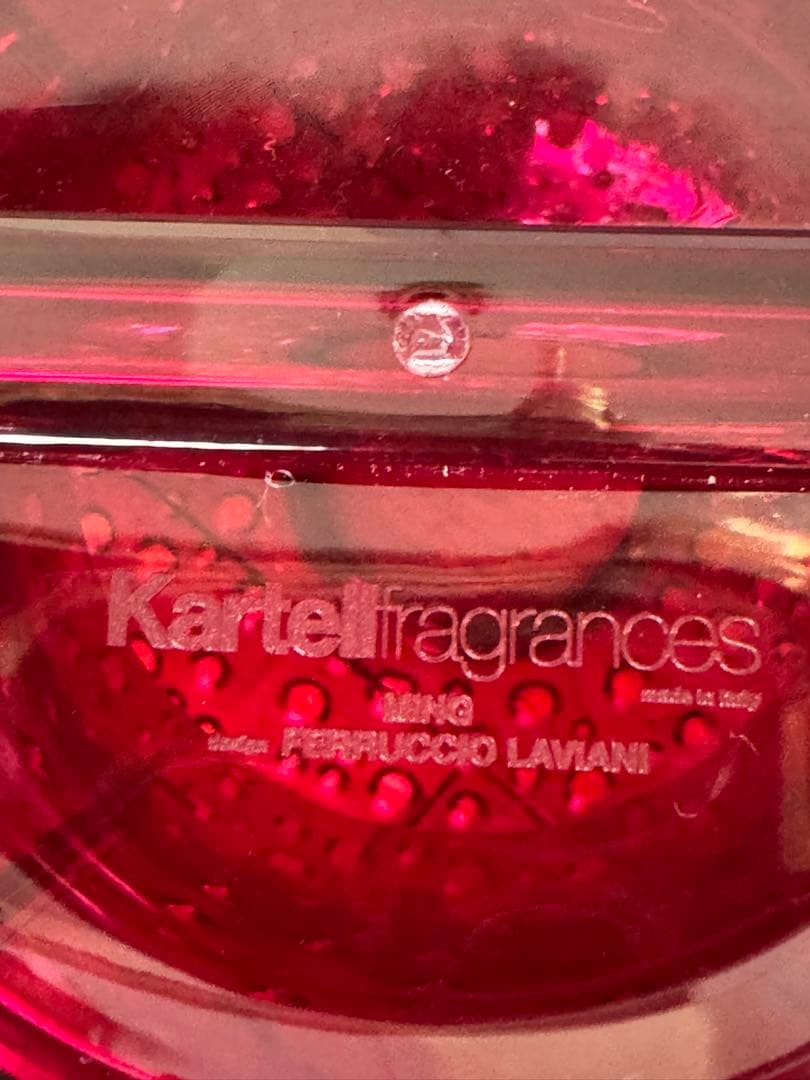 Kartellfragrances
made in Italy
MING
design FERRUCCIO LAVIANI